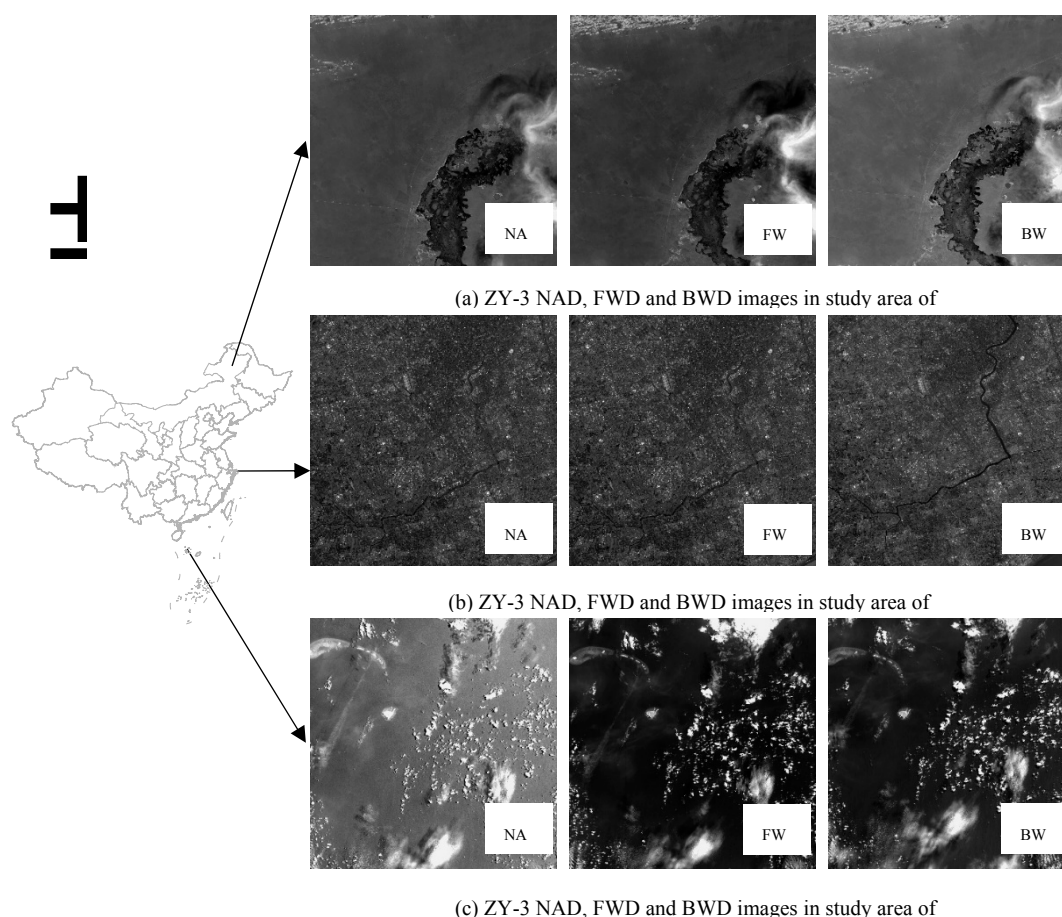 NA
FW
BW
(a) ZY-3 NAD, FWD and BWD images in study area of
NA
FW
BW
(b) ZY-3 NAD, FWD and BWD images in study area of
NA
FW
BW
(c) ZY-3 NAD, FWD and BWD images in study area of